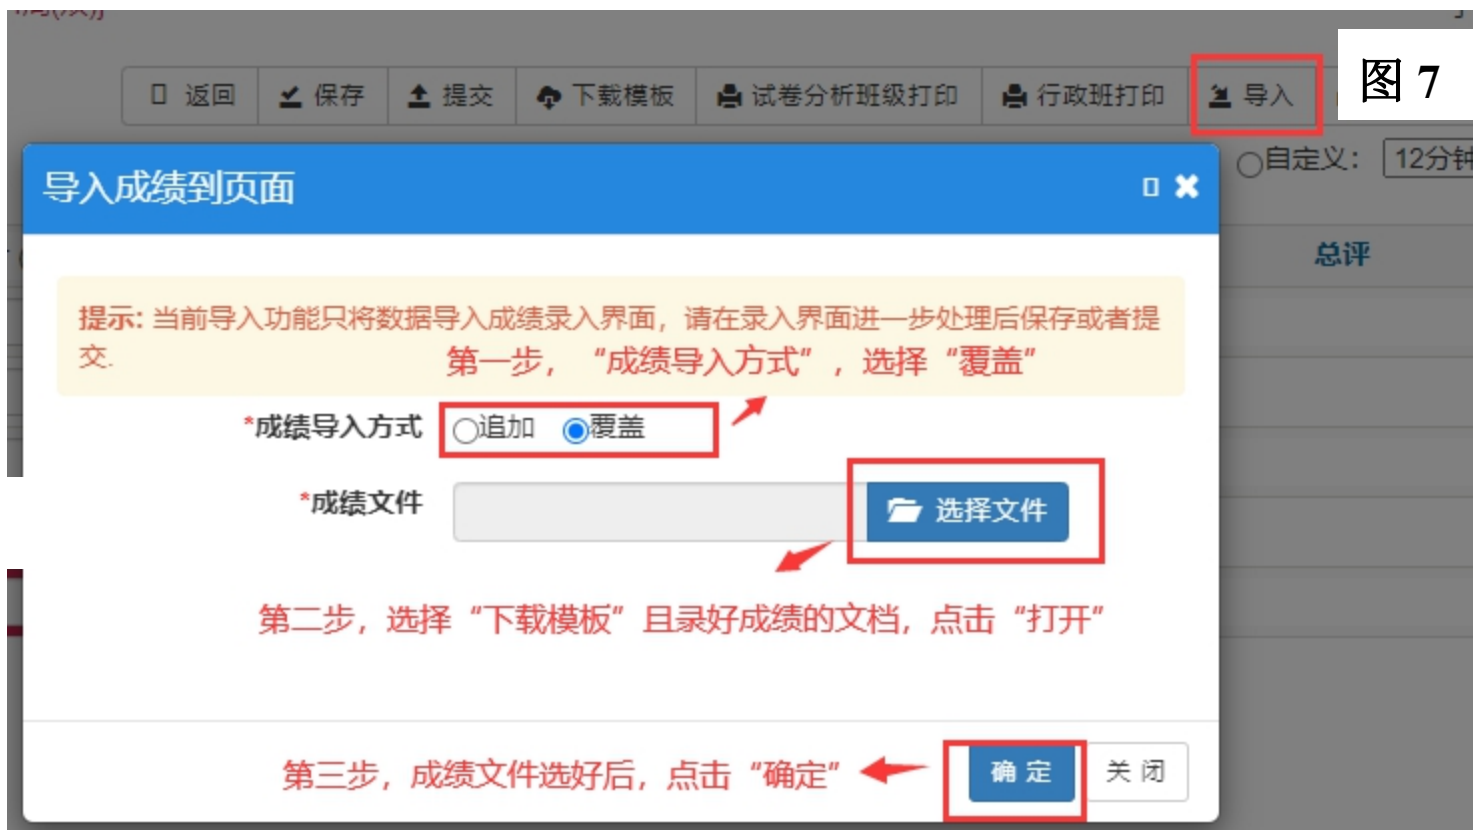 返回 保存 提交 下载模板 试卷分析班级打印 行政班打印 导入
图 7
自定义： 12分钟
导入成绩到页面
总评
提示: 当前导入功能只将数据导入成绩录入界面，请在录入界面进一步处理后保存或者提
交.
第一步，“成绩导入方式”，选择“覆盖”
*成绩导入方式 追加 覆盖
*成绩文件 选择文件
第二步，选择“下载模板”且录好成绩的文档，点击“打开”
第三步，成绩文件选好后，点击“确定”
确 定 关 闭